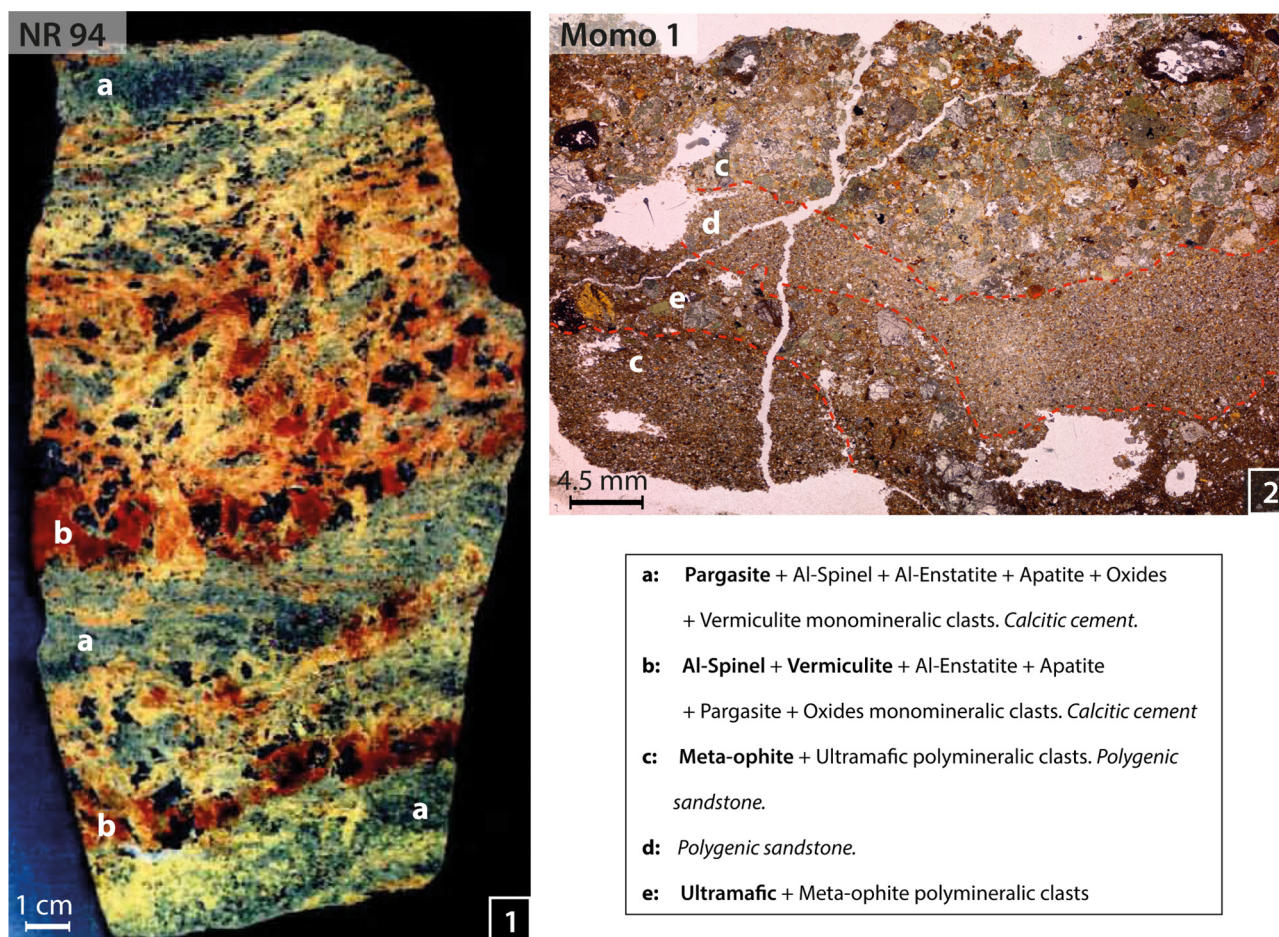 NR 94
a
b
a
a
b
1 cm
1
Momo 1
c
d
e
c
4.5 mm
2
a: Pargasite + Al-Spinel + Al-Enstatite + Apatite + Oxides
+ Vermiculite monomineralic clasts. Calcitic cement.
b: Al-Spinel + Vermiculite + Al-Enstatite + Apatite
+ Pargasite + Oxides monomineralic clasts. Calcitic cement
c: Meta-ophite + Ultramafic polymineralic clasts. Polygenic
sandstone.
d: Polygenic sandstone.
e: Ultramafic + Meta-ophite polymineralic clasts